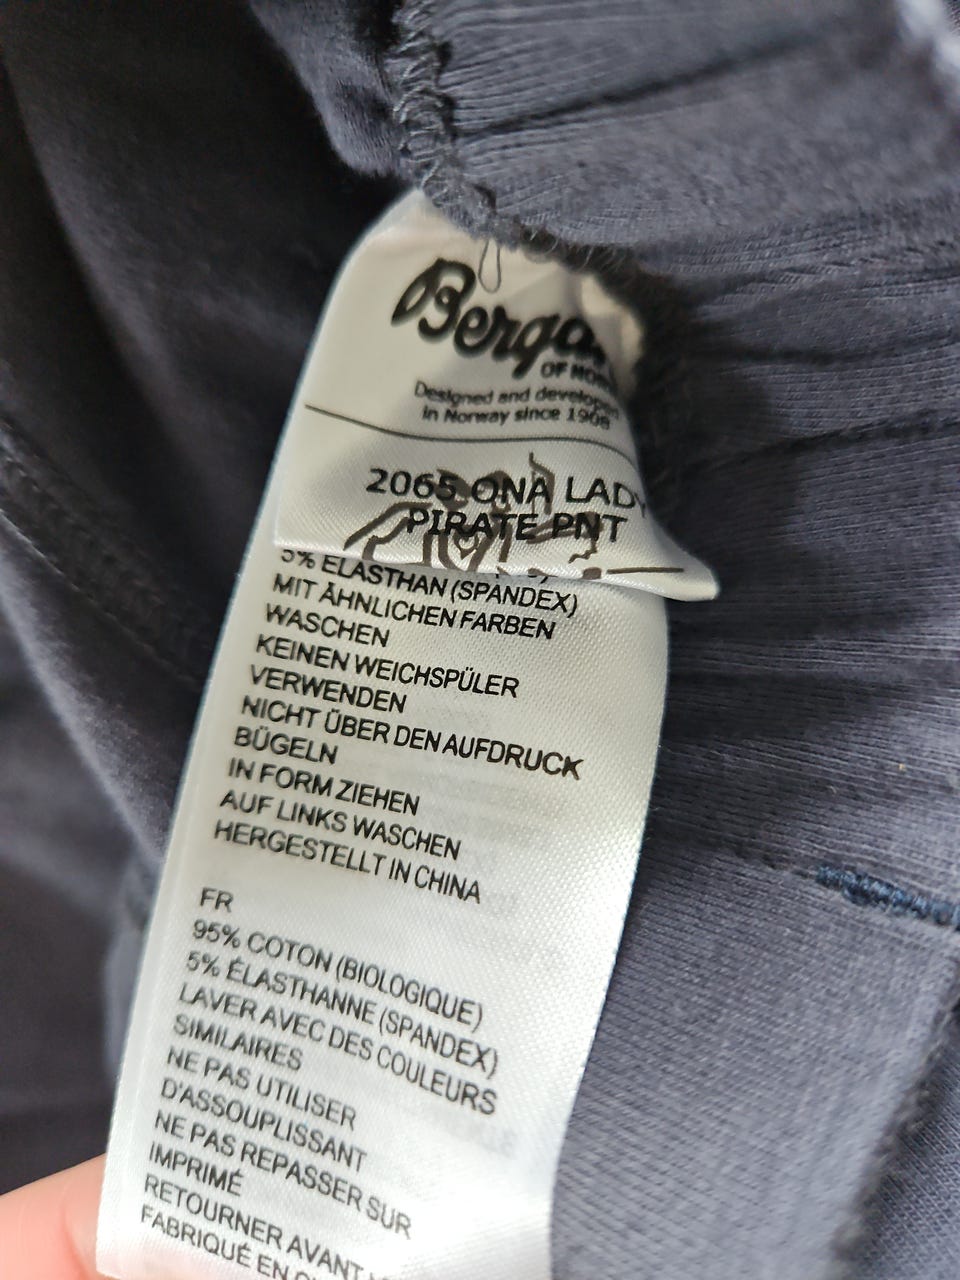 OF
Designed and
in Norway since 1908
2065 ONA LADY
PIRATE PNT
5% ELASTHAN (SPANDEX)
MIT ÄHNLICHEN FARBEN
WASCHEN
KEINEN WEICHSPÜLER
VERWENDEN
NICHT ÜBER DEN AUFDRUCK
BÜGELN
IN FORM ZIEHEN
AUF LINKS WASCHEN
HERGESTELLT IN CHINA
FR
95% COTON (BIOLOGIQUE)
5% ÉLASTHANNE (SPANDEX)
LAVER AVEC DES COULEURS
SIMILAIRES
NE PAS UTILISER
D'ASSOUPLISSANT
NE PAS REPASSER SUR
IMPRIMÉ
RETOURNER AVANT
FABRIQUÉ EN